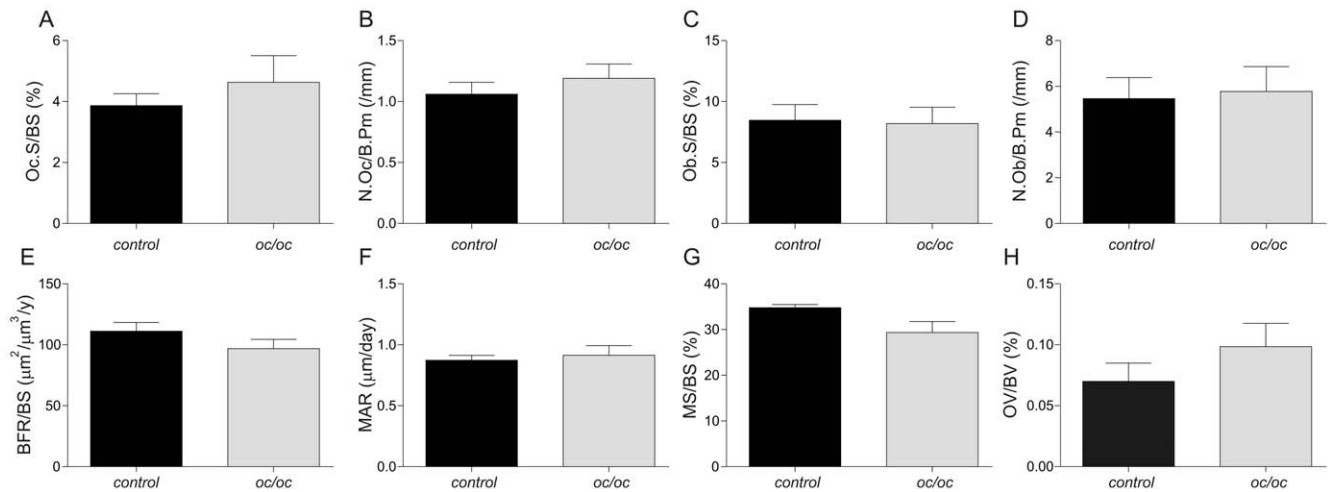 A
Oc.S/BS (%)
6
4
2
0
control
oc/oc
B
N.Oc/B.Pm (/mm)
1.5
1.0
0.5
0.0
control
oc/oc
C
Ob.S/BS (%)
15
10
5
0
control
oc/oc
D
N.Ob/B.Pm (/mm)
8
6
4
2
0
control
oc/oc
E
BFR/BS (μm²/μm³/y)
150
100
50
0
control
oc/oc
F
MAR (μm/day)
1.5
1.0
0.5
0.0
control
oc/oc
G
MS/BS (%)
40
30
20
10
0
control
oc/oc
H
OV/BV (%)
0.15
0.10
0.05
0.00
control
oc/oc